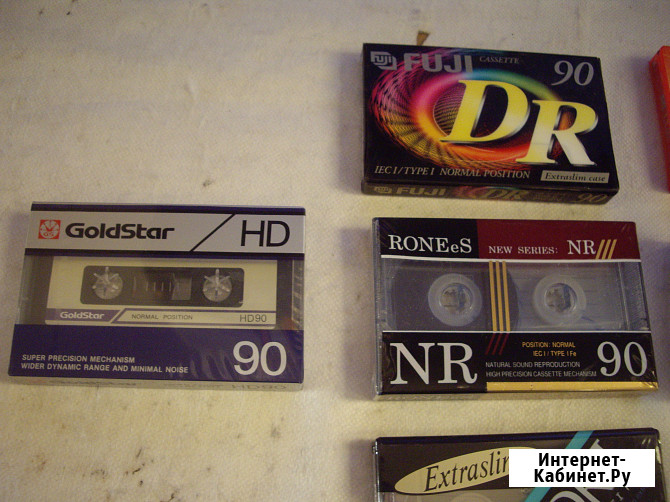 FUJI CASSETTE 90
DR
IEC I / TYPE I NORMAL POSITION
Extraslim case
FUJI
GoldStar HD
GoldStar NORMAL POSITION HD90
SUPER PRECISION MECHANISM
WIDER DYNAMIC RANGE AND MINIMAL NOISE
90
RONEeS NEW SERIES: NR
NR
POSITION: NORMAL
IEC I / TYPE I Fe
NATURAL SOUND REPRODUCTION
HIGH PRECISION CASSETTE MECHANISM
90
Extraslim
Интернет-
Кабинет.Ру